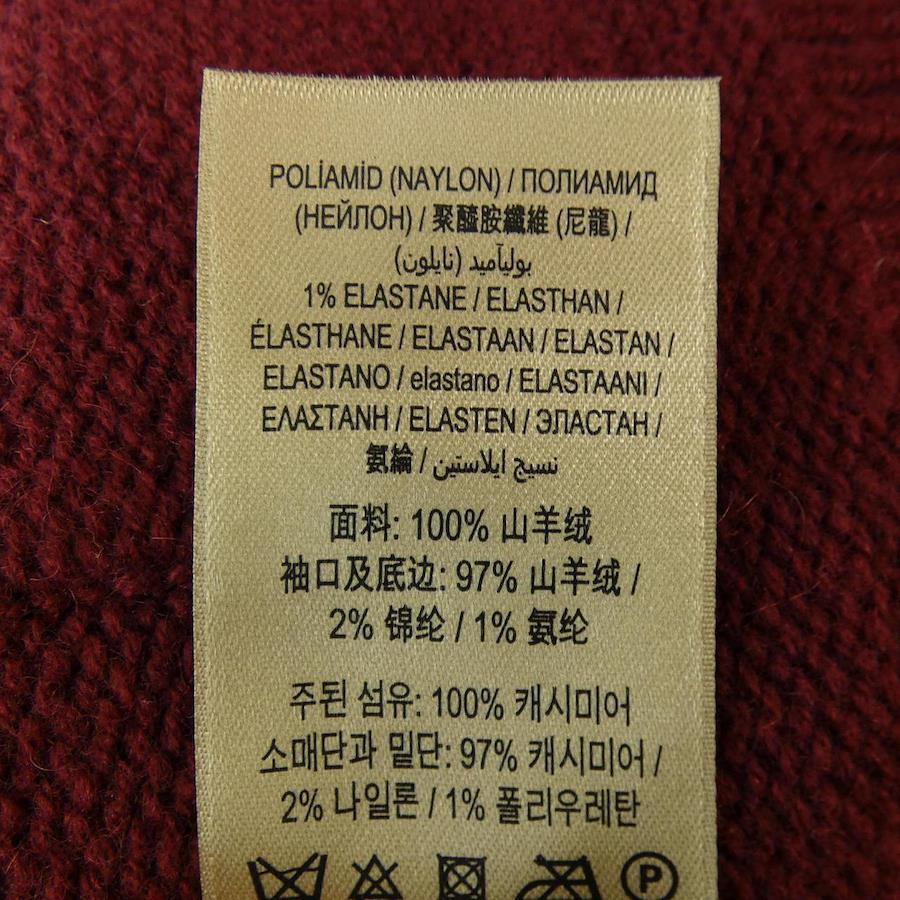 POLİAMİD (NAYLON) / ПОЛИАМИД
(НЕЙЛОН) / 聚醯胺纖維 (尼龍) /
بوليآميد (نايلون)
1% ELASTANE / ELASTHAN /
ÉLASTHANE / ELASTAAN / ELASTAN /
ELASTANO / elastano / ELASTAANI /
ΕΛΑΣΤΑΝΗ / ELASTEN / ЭЛАСТАН /
氨綸 / نسيج ايلاستين
面料: 100% 山羊绒
袖口及底边: 97% 山羊绒 /
2% 锦纶 / 1% 氨纶
주된 섬유: 100% 캐시미어
소매단과 밑단: 97% 캐시미어 /
2% 나일론 / 1% 폴리우레탄
P